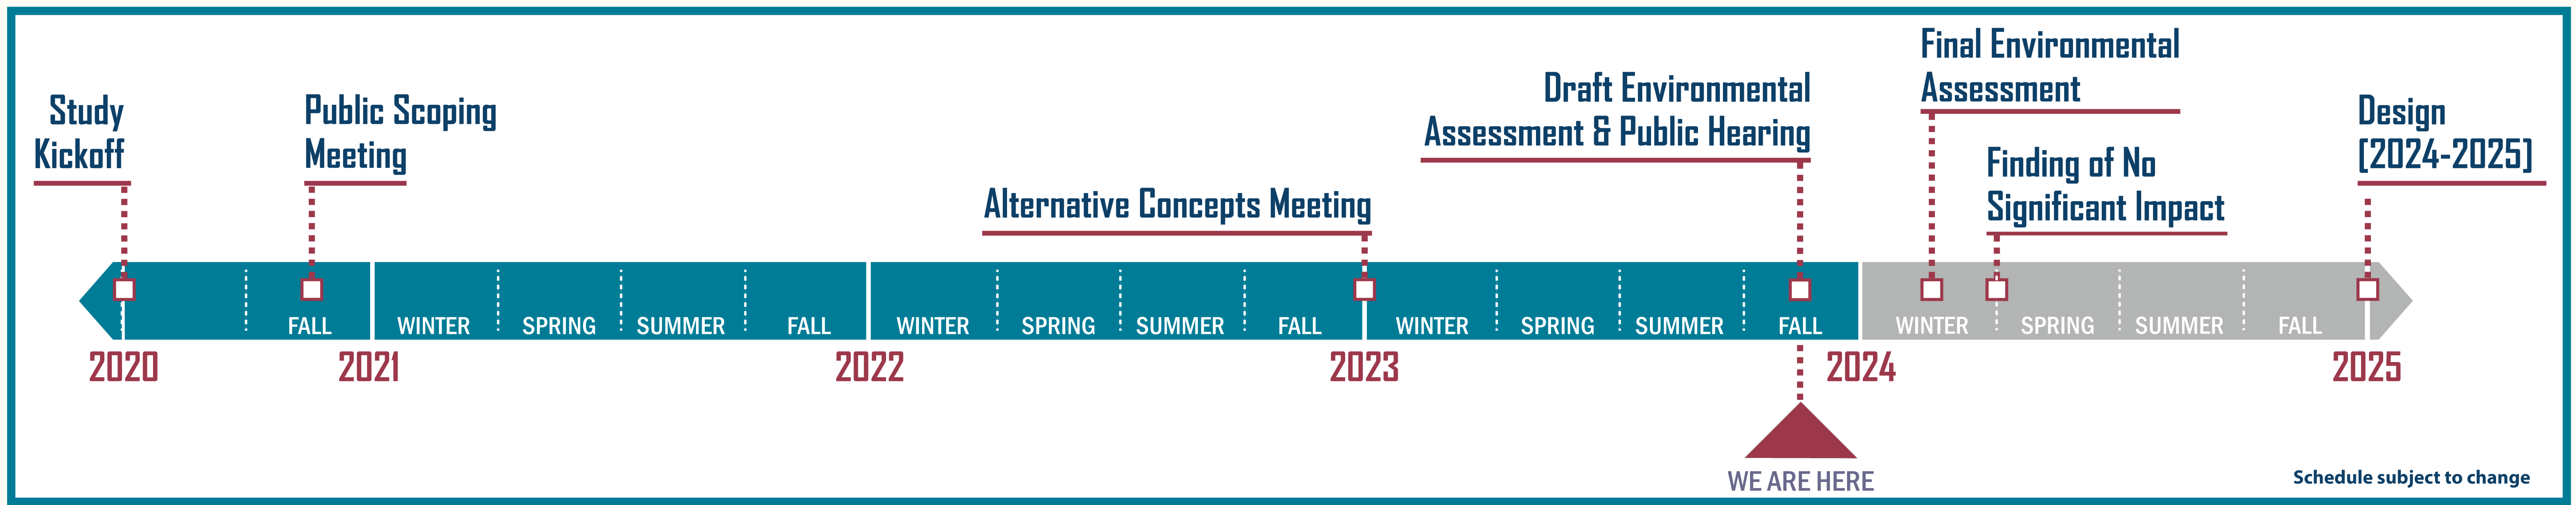 Study
Kickoff
Public Scoping
Meeting
Alternative Concepts Meeting
Draft Environmental
Assessment & Public Hearing
Final Environmental
Assessment
Finding of No
Significant Impact
Design
[2024-2025]
FALL WINTER SPRING SUMMER FALL WINTER SPRING SUMMER FALL WINTER SPRING SUMMER FALL WINTER SPRING SUMMER FALL
2020 2021 2022 2023 2024 2025
WE ARE HERE
Schedule subject to change